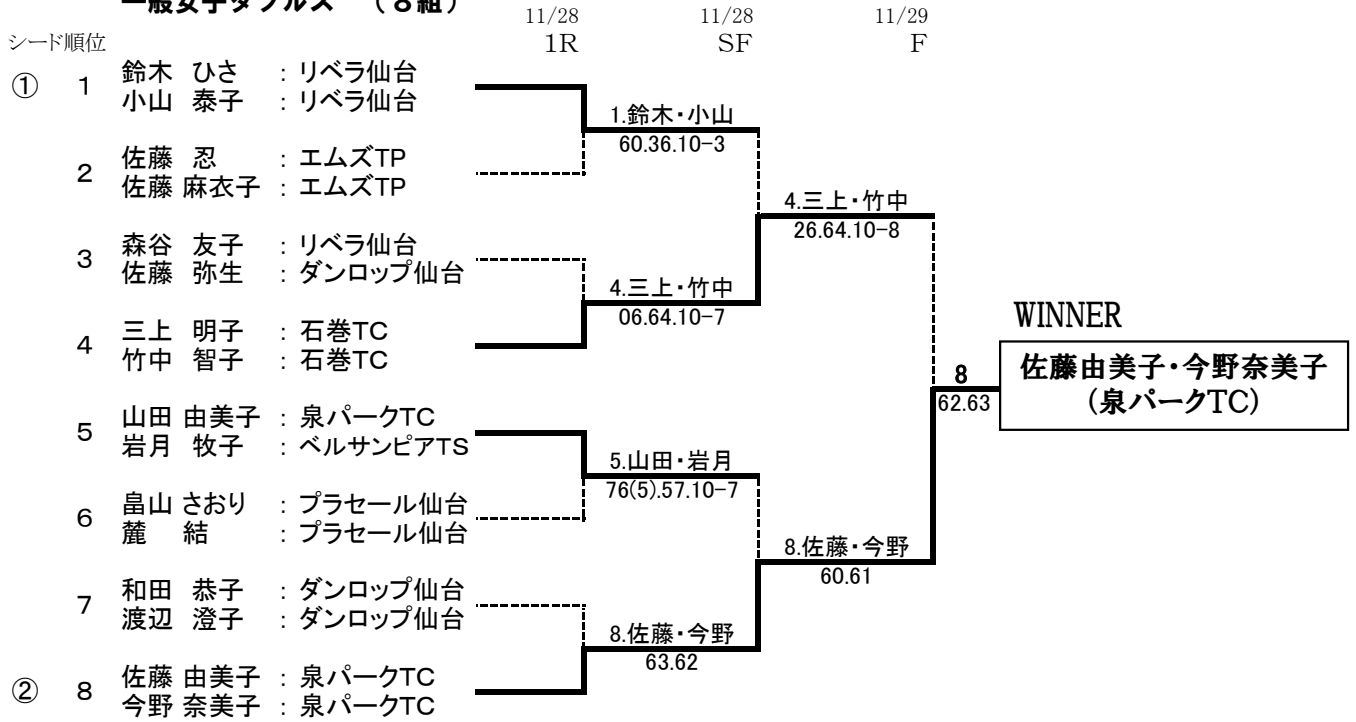 一般女子ダブルス （８組）
11/28 11/28 11/29
シード順位 1R SF F
① 1 鈴木 ひさ : リベラ仙台
小山 泰子 : リベラ仙台
1.鈴木・小山
60.36.10-3
2 佐藤 忍 : エムズTP
佐藤 麻衣子 : エムズTP
4.三上・竹中
26.64.10-8
3 森谷 友子 : リベラ仙台
佐藤 弥生 : ダンロップ仙台
4.三上・竹中
06.64.10-7
4 三上 明子 : 石巻TC
竹中 智子 : 石巻TC
WINNER
8 佐藤由美子・今野奈美子
(泉パークTC)
62.63
5 山田 由美子 : 泉パークTC
岩月 牧子 : ベルサンピアTS
5.山田・岩月
76(5).57.10-7
6 畠山 さおり : プラセール仙台
麓 結 : プラセール仙台
8.佐藤・今野
60.61
7 和田 恭子 : ダンロップ仙台
渡辺 澄子 : ダンロップ仙台
8.佐藤・今野
63.62
② 8 佐藤 由美子 : 泉パークTC
今野 奈美子 : 泉パークTC